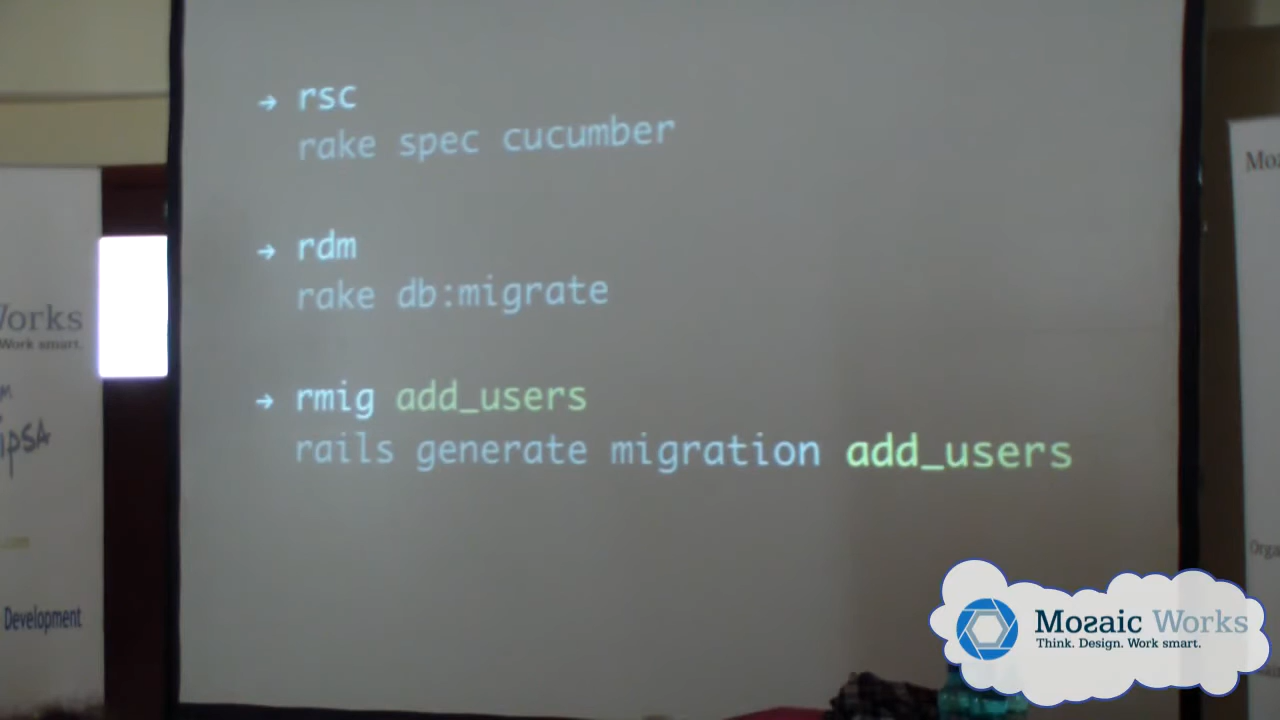 → rsc
rake spec cucumber
→ rdm
rake db:migrate
→ rmig add_users
rails generate migration add_users
Works
Work smart.
Development
Mozaic Works
Think. Design. Work smart.